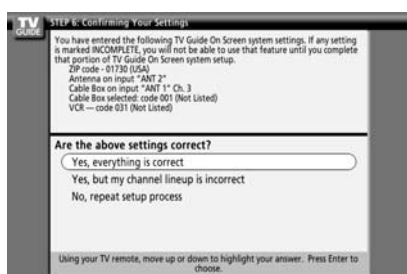 TV
GUIDE
STEP 6: Confirming Your Settings
You have entered the following TV Guide On Screen system settings. If any setting
is marked INCOMPLETE, you will not be able to use that feature until you complete
that portion of TV Guide On Screen system setup.
ZIP code - 01730 (USA)
Antenna on input "ANT 2"
Cable Box on input "ANT 1" Ch. 3
Cable Box selected: code 001 (Not Listed)
VCR — code 031 (Not Listed)
Are the above settings correct?
Yes, everything is correct
Yes, but my channel lineup is incorrect
No, repeat setup process
Using your TV remote, move up or down to highlight your answer. Press Enter to
choose.